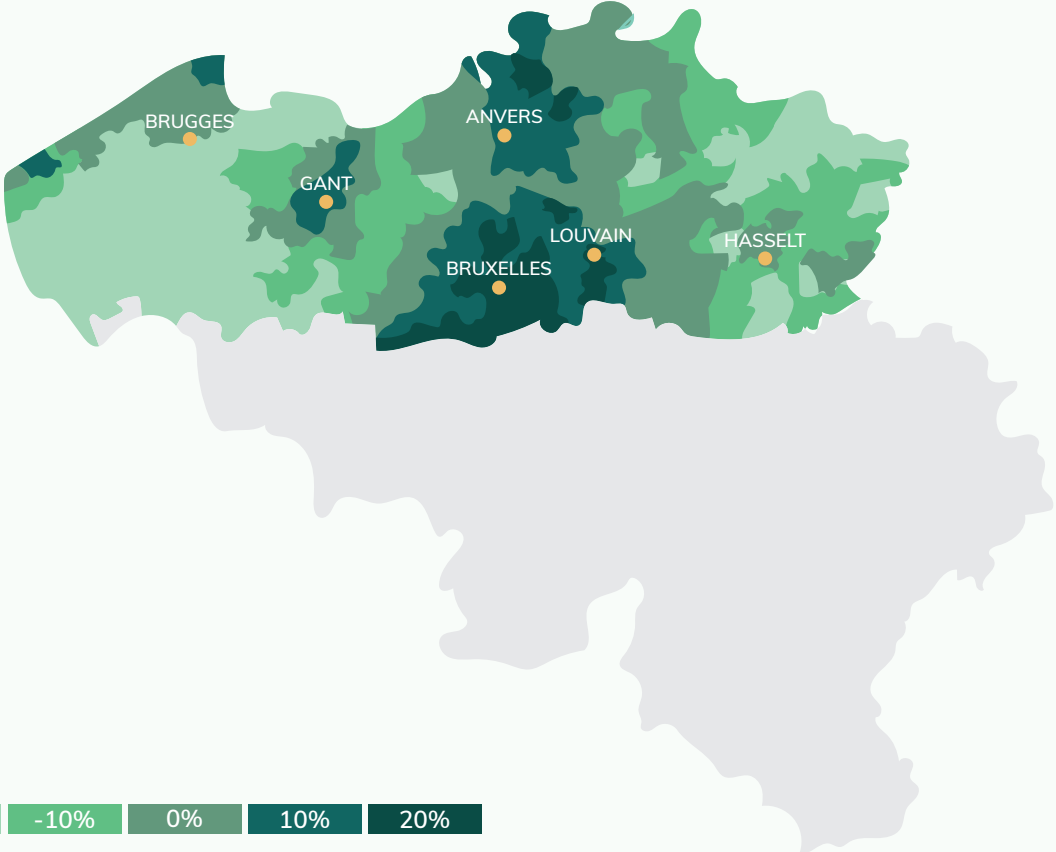 ANVERS
BRUGGES
GANT
LOUVAIN
HASSELT
BRUXELLES
-10%
0%
10%
20%